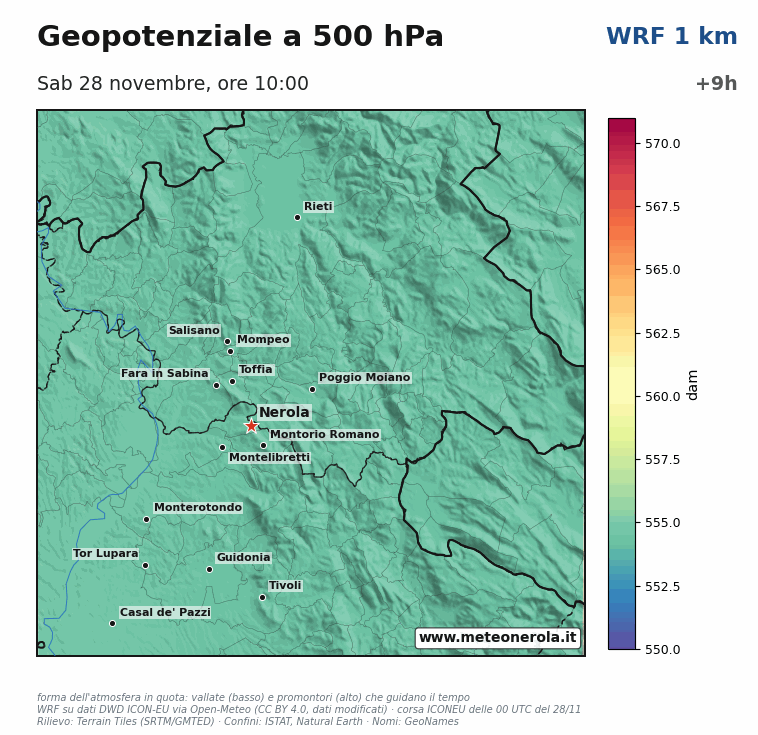 Geopotenziale a 500 hPa
WRF 1 km
Sab 28 novembre, ore 10:00
+9h
Rieti
Salisano
Mompeo
Toffia
Fara in Sabina
Poggio Moiano
Nerola
Montorio Romano
Montelibretti
Monterotondo
Tor Lupara
Guidonia
Tivoli
Casal de' Pazzi
www.meteonerola.it
570.0
567.5
565.0
562.5
560.0
557.5
555.0
552.5
550.0
dam
forma dell'atmosfera in quota: vallate (basso) e promontori (alto) che guidano il tempo
WRF su dati DWD ICON-EU via Open-Meteo (CC BY 4.0, dati modificati) · corsa ICONEU delle 00 UTC del 28/11
Rilievo: Terrain Tiles (SRTM/GMTED) · Confini: ISTAT, Natural Earth · Nomi: GeoNames